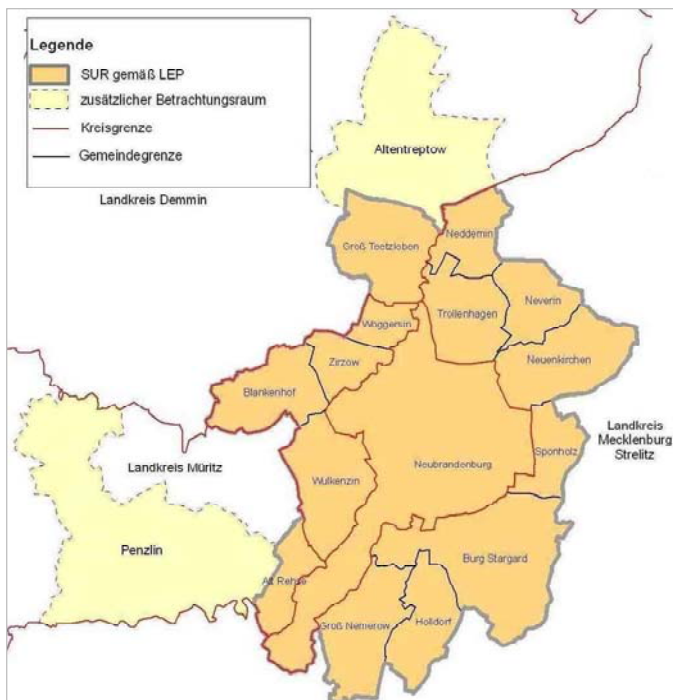 Legende
SUR gemäß LEP
zusätzlicher Betrachtungsraum
Kreisgrenze
Gemeindegrenze
Altentreptow
Landkreis Demmin
Neddemin
Groß Teetzleben
Neverin
Trollenhagen
Woggersin
Neuenkirchen
Zirzow
Blankenhof
Landkreis
Mecklenburg
Strelitz
Sponholz
Landkreis Müritz
Neubrandenburg
Wulkenzin
Penzlin
Burg Stargard
Alt Rehse
Holldorf
Groß Nemerow